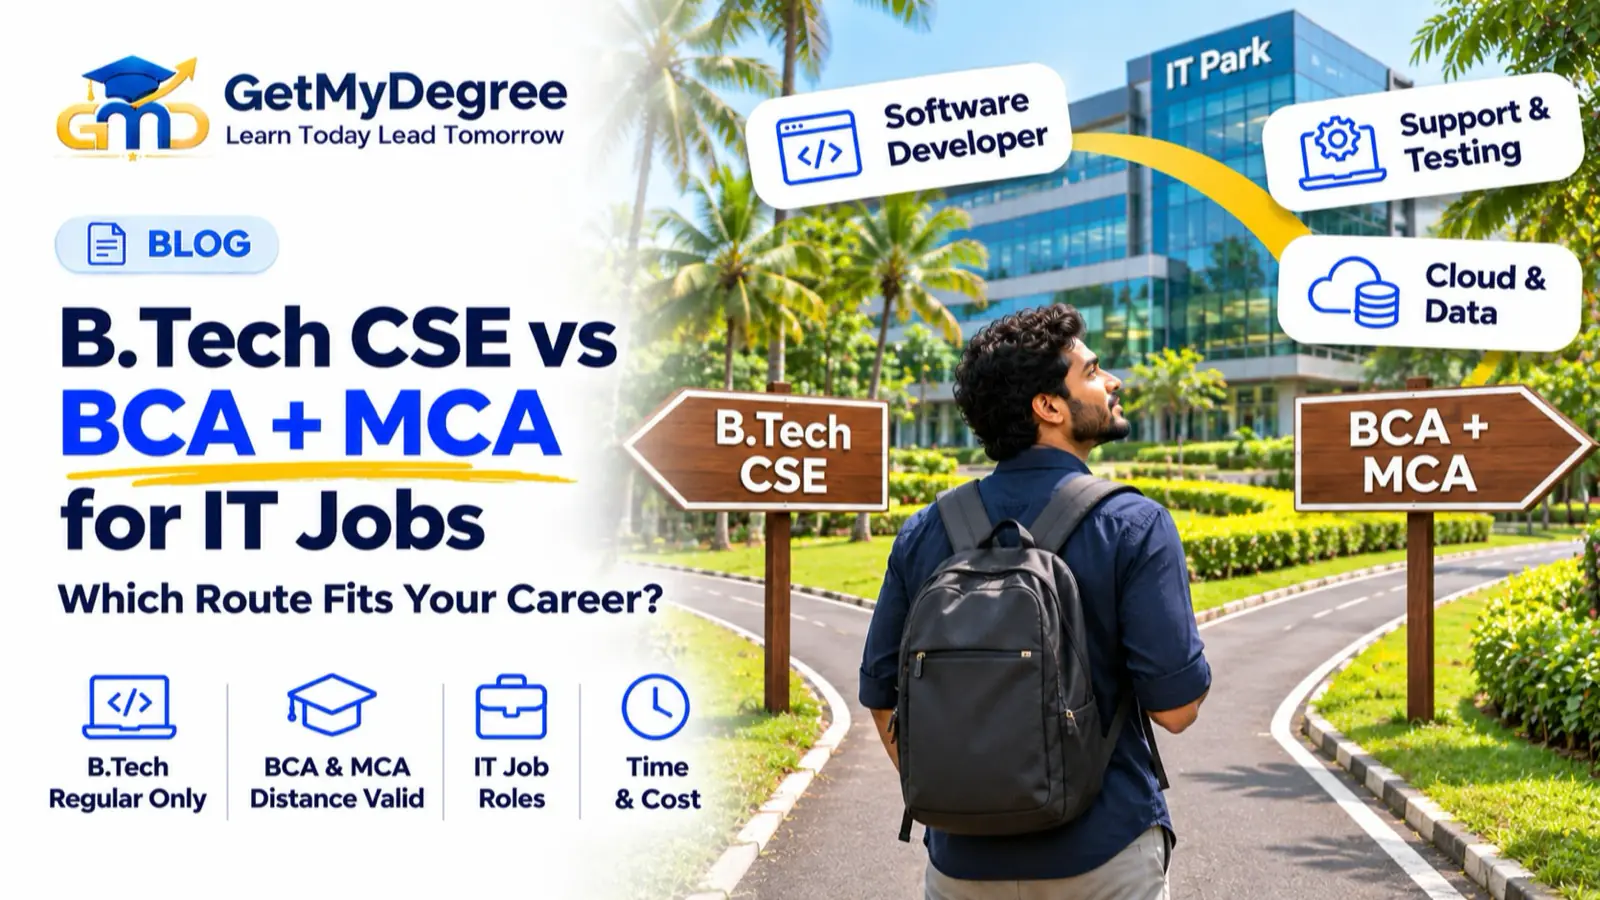 GMD
GetMyDegree
Learn Today Lead Tomorrow
BLOG
B.Tech CSE vs
BCA + MCA
for IT Jobs
Which Route Fits Your Career?
B.Tech
Regular Only
BCA & MCA
Distance Valid
IT Job
Roles
Time
& Cost
IT Park
Software
Developer
Support &
Testing
Cloud &
Data
B.Tech
CSE
BCA +
MCA